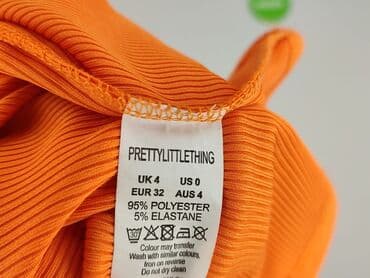 PRETTYLITTLETHING
UK 4 US 0
EUR 32 AUS 4
95% POLYESTER
5% ELASTANE
Colour may transfer
Wash with similar colours,
iron on reverse
Do not dry clean